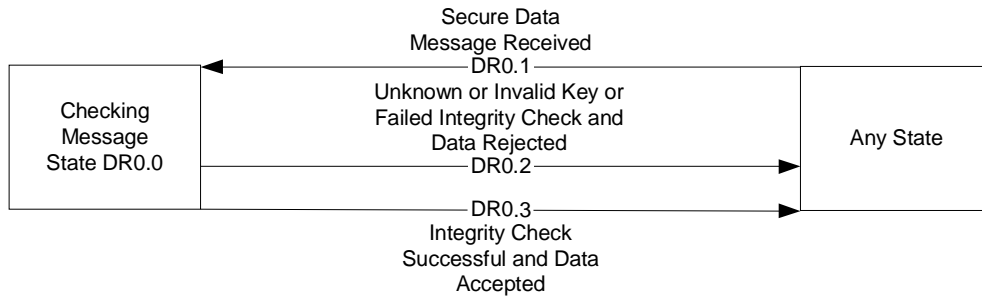 Secure Data
Message Received
DR0.1
Unknown or Invalid Key or
Failed Integrity Check and
Data Rejected
DR0.2
DR0.3
Integrity Check
Successful and Data
Accepted
Checking
Message
State DR0.0
Any State